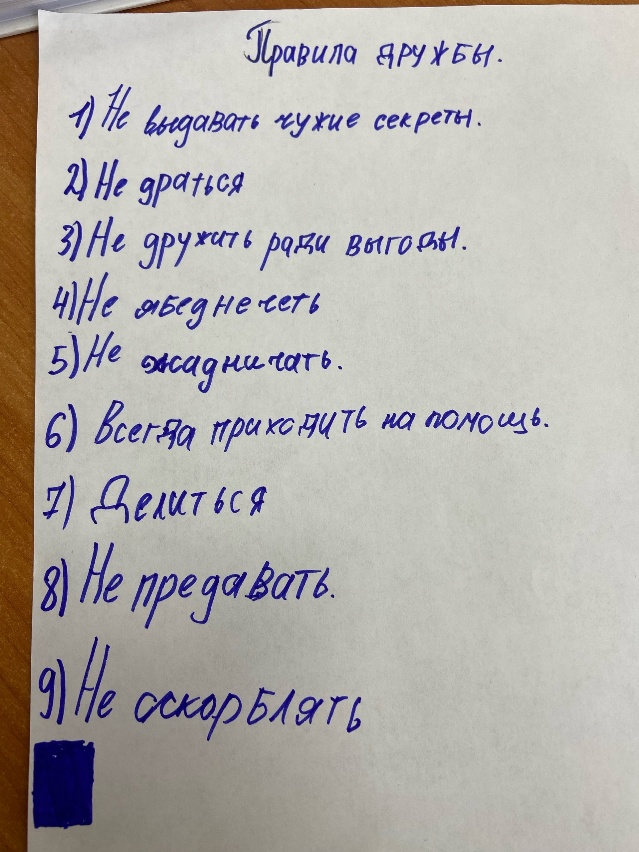 Правила дружбы.
1) Не выдавать чужие секреты.
2) Не драться
3) Не дружить ради выгоды.
4) Не ябеднечеть
5) Не жадничать.
6) Всегда приходить на помощь.
7) Делиться
8) Не предавать.
9) Не оскорблять